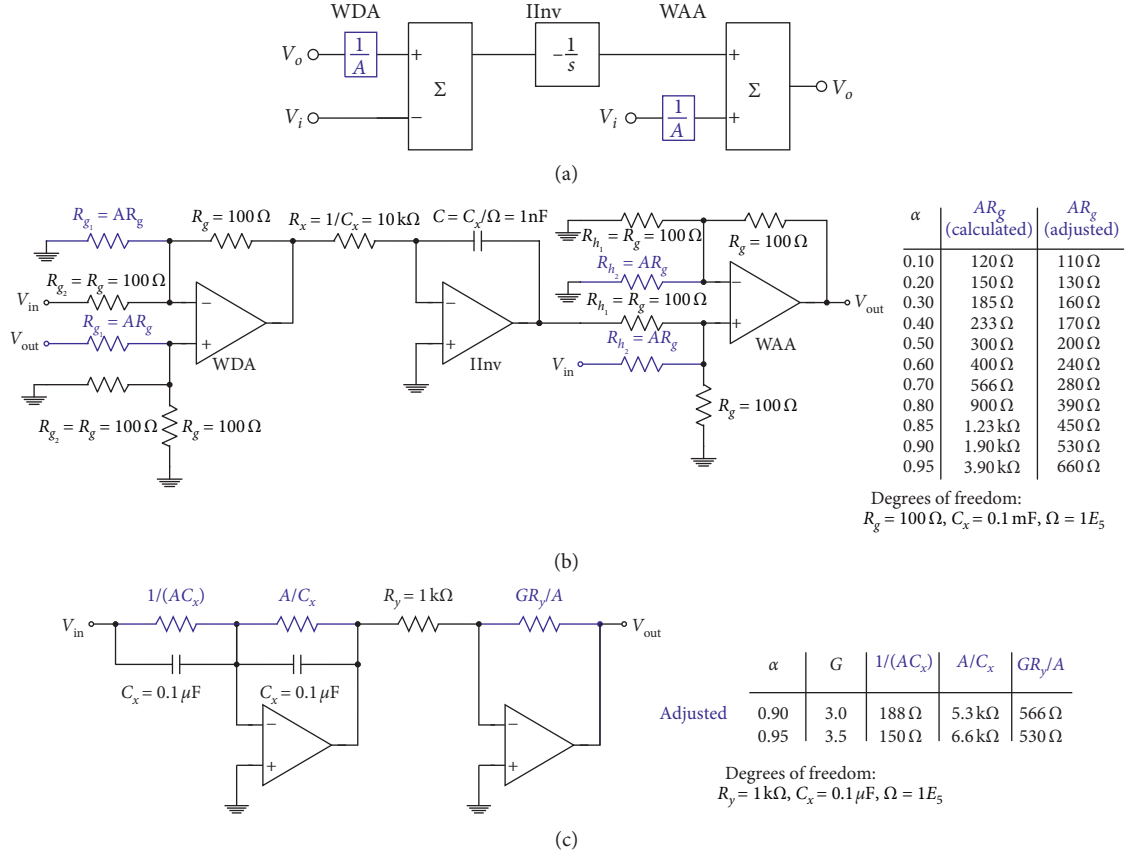 WDA IInv WAA
V_o 1/A + Σ − −1/s + Σ V_o
V_i V_i 1/A +
(a)
R_g₁ = AR_g
R_g = 100 Ω
R_x = 1/C_x = 10 kΩ
C = C_x/Ω = 1nF
R_h₁ = R_g = 100 Ω
R_g = 100 Ω
R_g₂ = R_g = 100 Ω
R_h₂ = AR_g
V_in
−
R_h₁ = R_g = 100 Ω
−
−
V_out
R_g₁ = AR_g
V_out
+
WDA
+
IInv
R_h₂ = AR_g
+
WAA
V_in
R_g₂ = R_g = 100 Ω
R_g = 100 Ω
R_g = 100 Ω
α AR_g (calculated) AR_g (adjusted)
0.10 120 Ω 110 Ω
0.20 150 Ω 130 Ω
0.30 185 Ω 160 Ω
0.40 233 Ω 170 Ω
0.50 300 Ω 200 Ω
0.60 400 Ω 240 Ω
0.70 566 Ω 280 Ω
0.80 900 Ω 390 Ω
0.85 1.23 kΩ 450 Ω
0.90 1.90 kΩ 530 Ω
0.95 3.90 kΩ 660 Ω
Degrees of freedom:
R_g = 100 Ω, C_x = 0.1 mF, Ω = 1E₅
(b)
1/(AC_x) A/C_x R_y = 1 kΩ GR_y/A
V_in V_out
C_x = 0.1 μF C_x = 0.1 μF
− −
+ +
α G 1/(AC_x) A/C_x GR_y/A
Adjusted 0.90 3.0 188 Ω 5.3 kΩ 566 Ω
0.95 3.5 150 Ω 6.6 kΩ 530 Ω
Degrees of freedom:
R_y = 1 kΩ, C_x = 0.1 μF, Ω = 1E₅
(c)